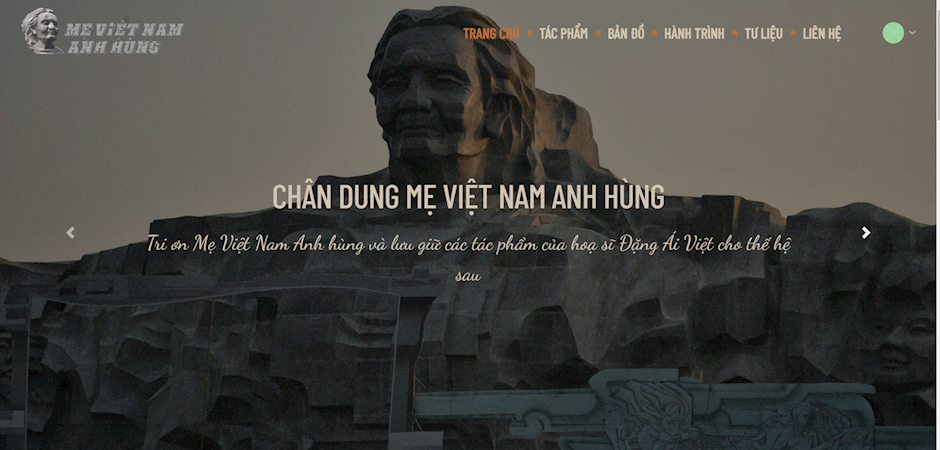 MẸ VIỆT NAM
ANH HÙNG
TRANG CHỦ ★ TÁC PHẨM ★ BẢN ĐỒ ★ HÀNH TRÌNH ★ TƯ LIỆU ★ LIÊN HỆ
CHÂN DUNG MẸ VIỆT NAM ANH HÙNG
Tri ơn Mẹ Việt Nam Anh hùng và lưu giữ các tác phẩm của hoạ sĩ Đặng Ái Việt cho thế hệ
sau